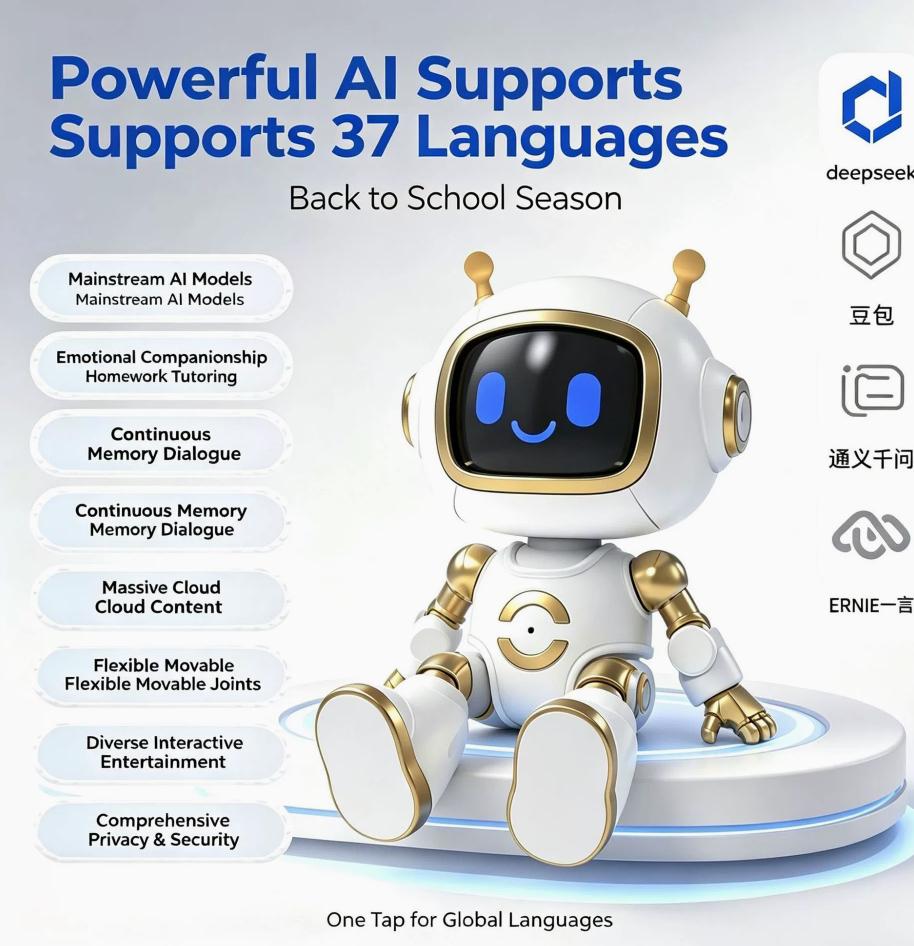 Powerful AI Supports
Supports 37 Languages
Back to School Season
Mainstream AI Models
Mainstream AI Models
Emotional Companionship
Homework Tutoring
Continuous
Memory Dialogue
Continuous Memory
Memory Dialogue
Massive Cloud
Cloud Content
Flexible Movable
Flexible Movable Joints
Diverse Interactive
Entertainment
Comprehensive
Privacy & Security
deepseek
豆包
通义千问
ERNIE一言
One Tap for Global Languages